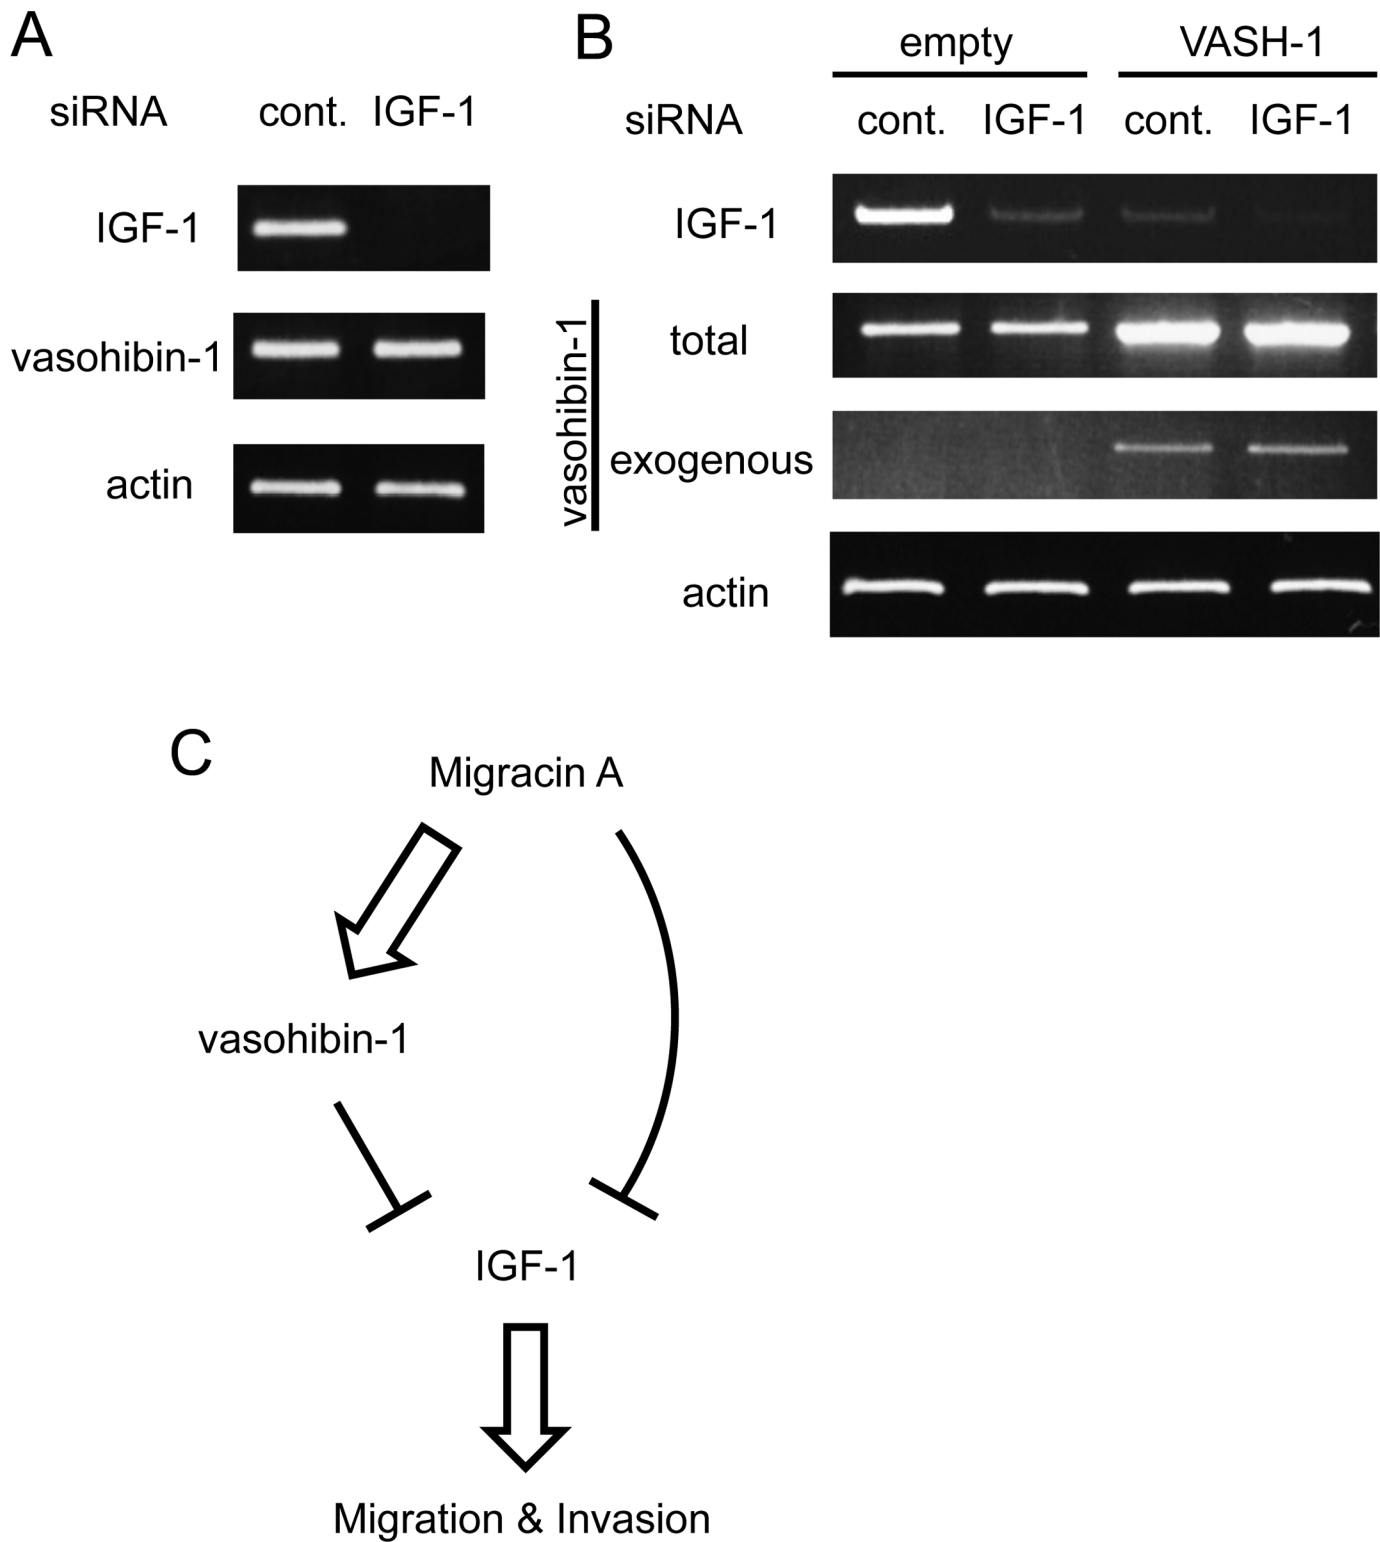 A
siRNA cont. IGF-1
IGF-1
vasohibin-1
actin
B
empty VASH-1
siRNA cont. IGF-1 cont. IGF-1
IGF-1
vasohibin-1
total
exogenous
actin
C
Migracin A
vasohibin-1
IGF-1
Migration & Invasion